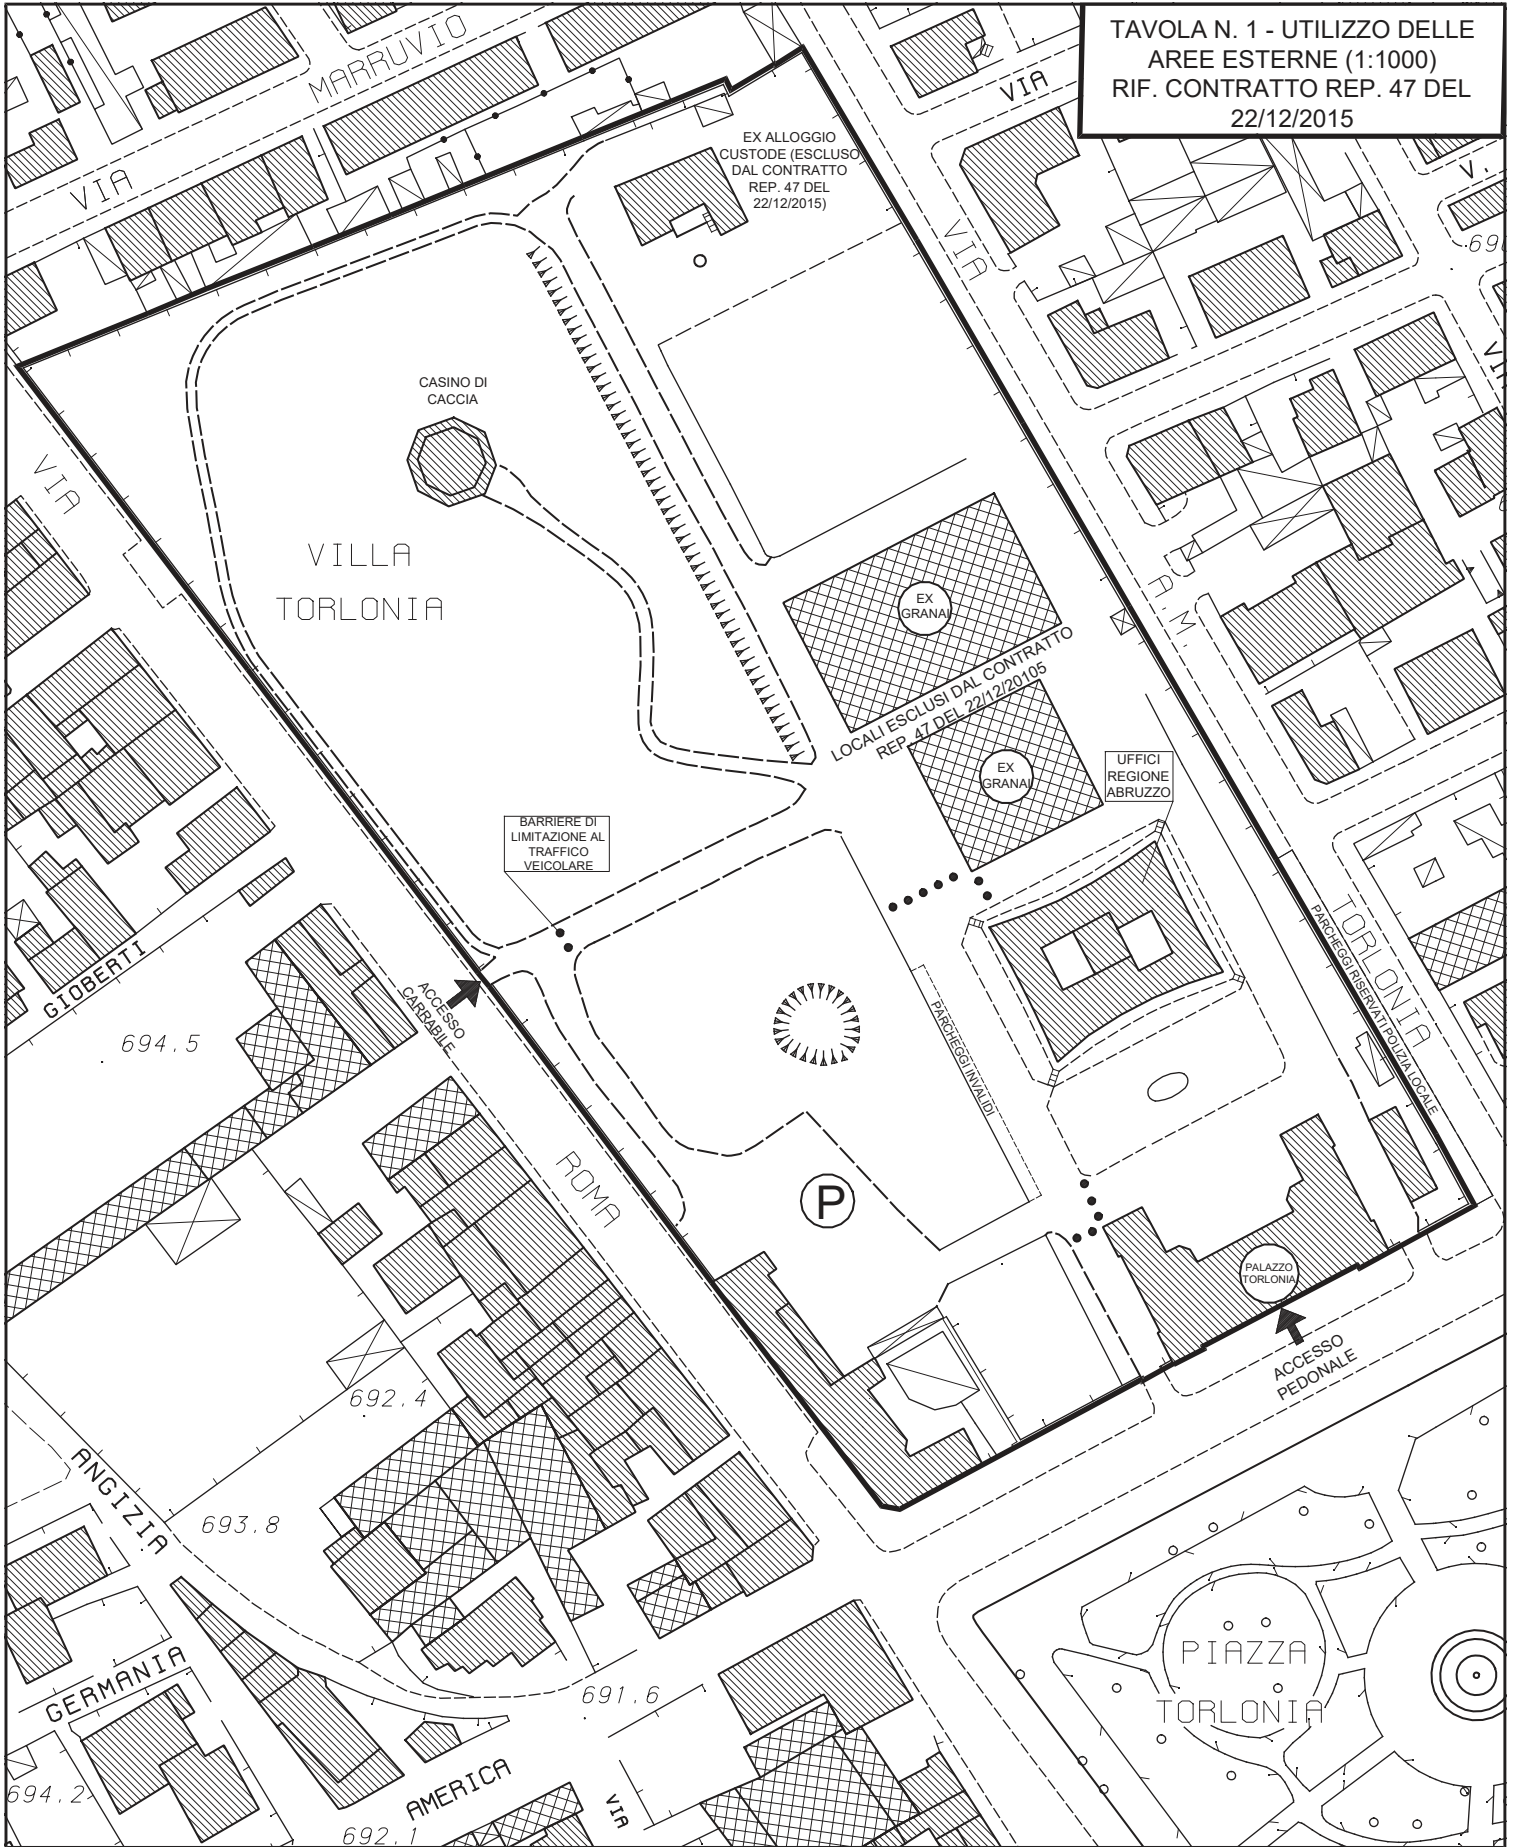 TAVOLA N. 1 - UTILIZZO DELLE
AREE ESTERNE (1:1000)
RIF. CONTRATTO REP. 47 DEL
22/12/2015
MARRUVIO
VIA
VIA
EX ALLOGGIO
CUSTODE (ESCLUSO
DAL CONTRATTO
REP. 47 DEL
22/12/2015)
V.
VIA
CASINO DI
CACCIA
VIA
VILLA
TORLONIA
EX
GRANAI
A.M.
LOCALI ESCLUSI DAL CONTRATTO
REP. 47 DEL 22/12/20105
EX
GRANAI
UFFICI
REGIONE
ABRUZZO
BARRIERE DI
LIMITAZIONE AL
TRAFFICO
VEICOLARE
TORLONIA
PARCHEGGI RISERVATI POLIZIA LOCALE
GIOBERTI
ACCESSO
CARRABILE
694.5
PARCHEGGI INVALIDI
ROMA
P
PALAZZO
TORLONIA
ACCESSO
PEDONALE
692.4
ANGIZIA
693.8
GERMANIA
691.6
PIAZZA
TORLONIA
694.2
AMERICA
VIA
692.1